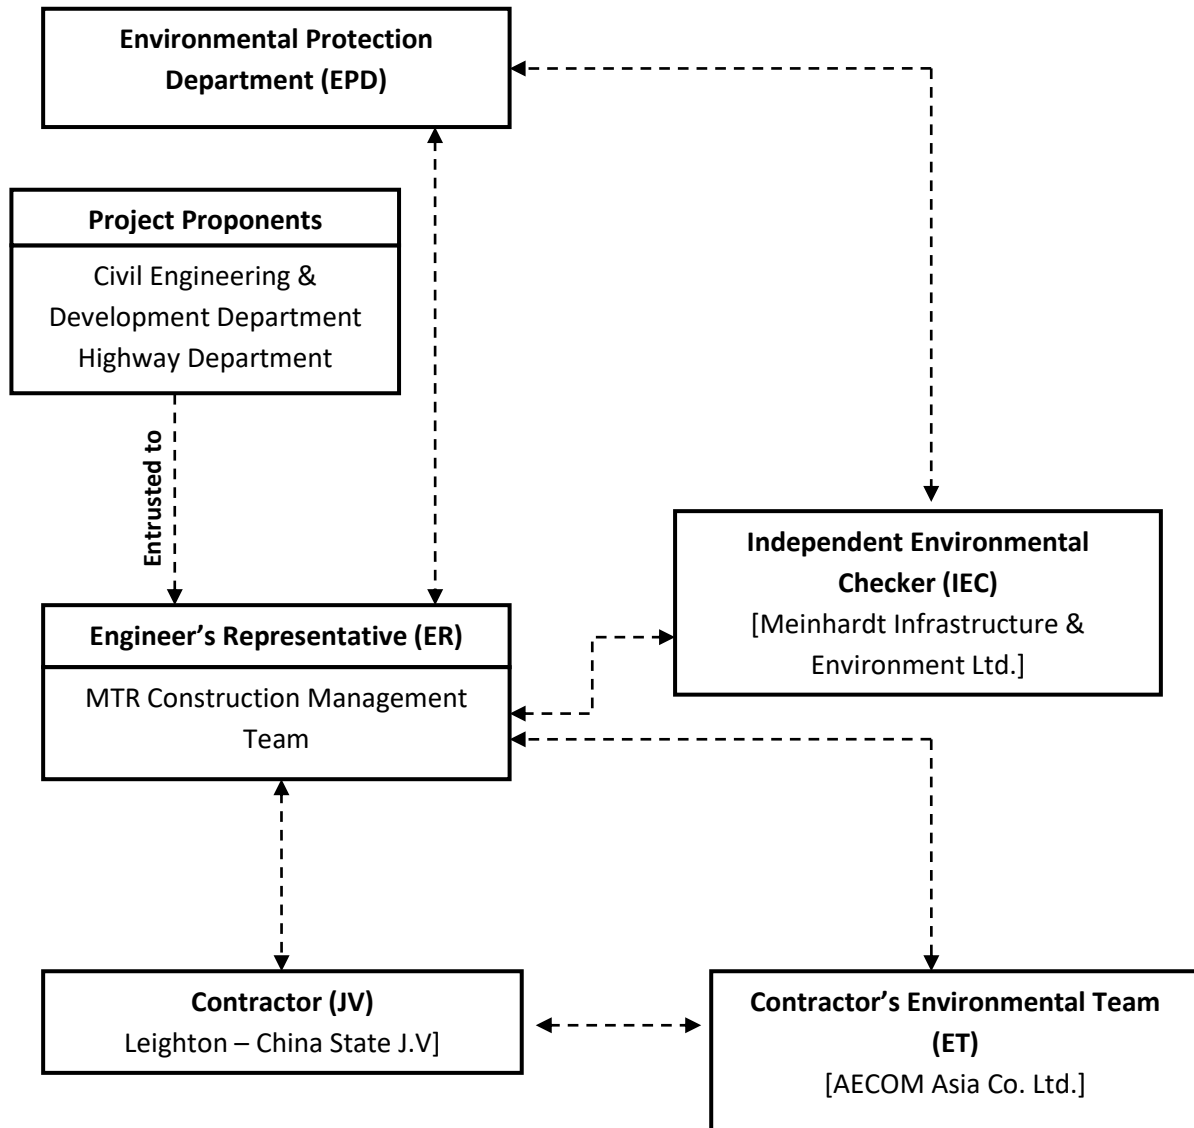 Environmental Protection
Department (EPD)
Project Proponents
Civil Engineering &
Development Department
Highway Department
Entrusted to
Independent Environmental
Checker (IEC)
[Meinhardt Infrastructure &
Environment Ltd.]
Engineer’s Representative (ER)
MTR Construction Management
Team
Contractor (JV)
Leighton – China State J.V]
Contractor’s Environmental Team
(ET)
[AECOM Asia Co. Ltd.]